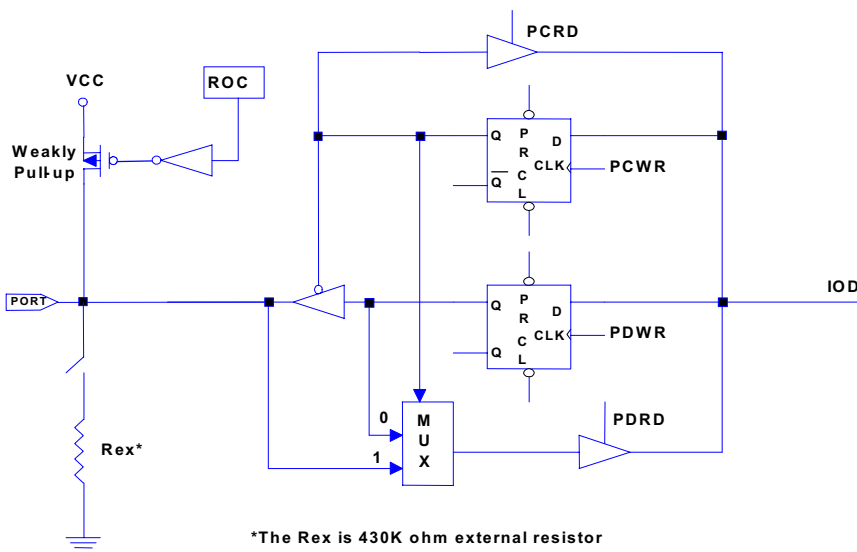 PCRD
VCC
ROC
Weakly
Pull-up
Q
P
R
D
CLK
PCWR
Q
C
L
PORT
IOD
Q
P
R
D
CLK
PDWR
Q
C
L
0
1
M
U
X
PDRD
Rex*
*The Rex is 430K ohm external resistor